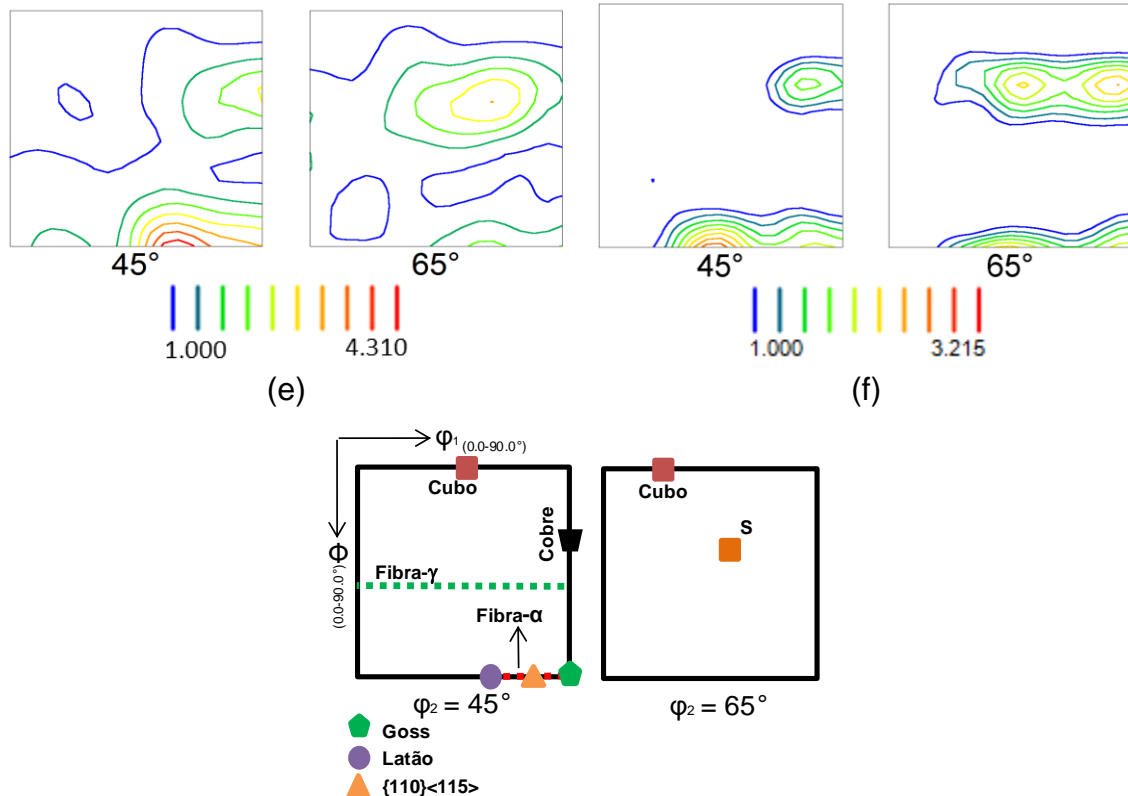 45° 65°
45° 65°
1.000 4.310
1.000 3.215
(e) (f)
φ1 (0.0-90.0°)
Cubo
Cubo
Cobre
S
Φ
(0.0-90.0°)
Fibra-γ
Fibra-α
φ2 = 45°
φ2 = 65°
Goss
Latão
{110}<115>